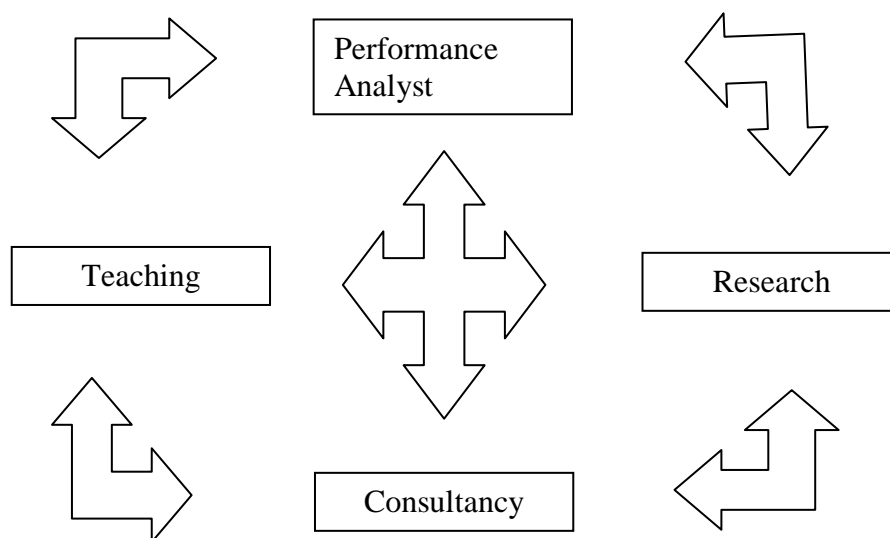 Performance
Analyst
Teaching
Research
Consultancy